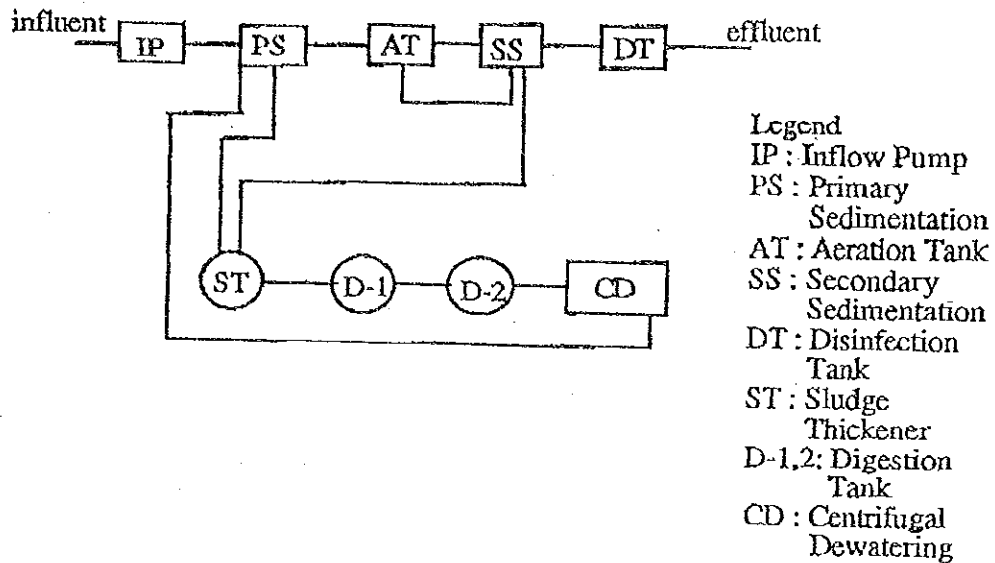 influent
IP
PS
AT
SS
DT
effluent
Legend
IP : Inflow Pump
PS : Primary
Sedimentation
AT : Aeration Tank
SS : Secondary
Sedimentation
DT : Disinfection
Tank
ST : Sludge
Thickener
D-1,2: Digestion
Tank
CD : Centrifugal
Dewatering
ST
D-1
D-2
CD